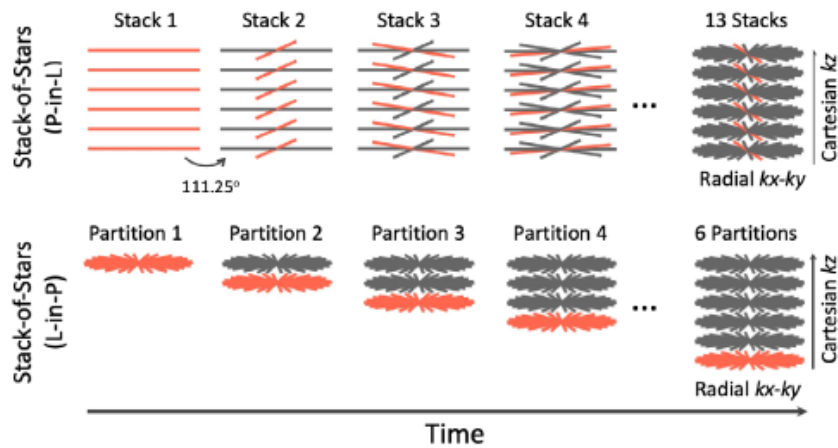 Stack 1 Stack 2 Stack 3 Stack 4 13 Stacks
Stack-of-Stars
(P-in-L)
...
Cartesian kz
111.25º
Radial kx-ky
Partition 1 Partition 2 Partition 3 Partition 4 6 Partitions
Stack-of-Stars
(L-in-P)
...
Cartesian kz
Radial kx-ky
Time